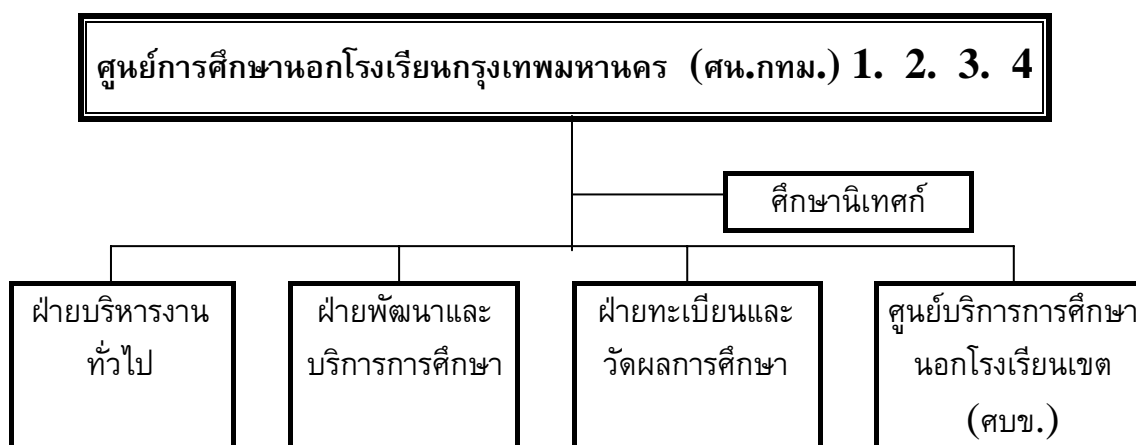 ศูนย์การศึกษานอกโรงเรียนกรุงเทพมหานคร (ศน.กทม.) 1. 2. 3. 4
ศึกษานิเทศก์
ฝ่ายบริหารงาน
ทั่วไป
ฝ่ายพัฒนาและ
บริการการศึกษา
ฝ่ายทะเบียนและ
วัดผลการศึกษา
ศูนย์บริการการศึกษา
นอกโรงเรียนเขต
(ศบข.)